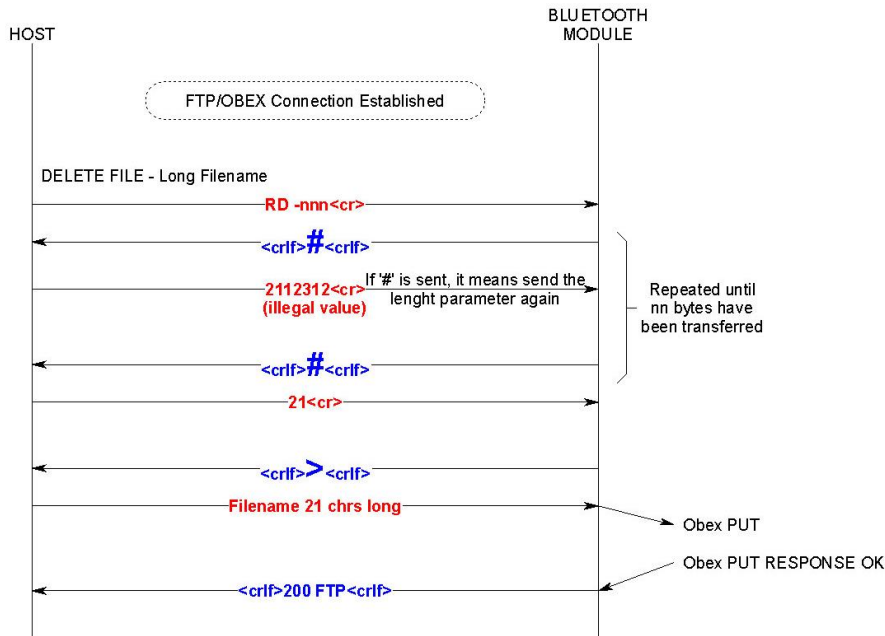 HOST
BLUETOOTH
MODULE
FTP/OBEX Connection Established
DELETE FILE - Long Filename
RD -nnn<cr>
<crlf>#<crlf>
2112312<cr>
(illegal value)
If '#' is sent, it means send the
lenght parameter again
Repeated until
nn bytes have
been transferred
<crlf>#<crlf>
21<cr>
<crlf>><crlf>
Filename 21 chrs long
Obex PUT
Obex PUT RESPONSE OK
<crlf>200 FTP<crlf>